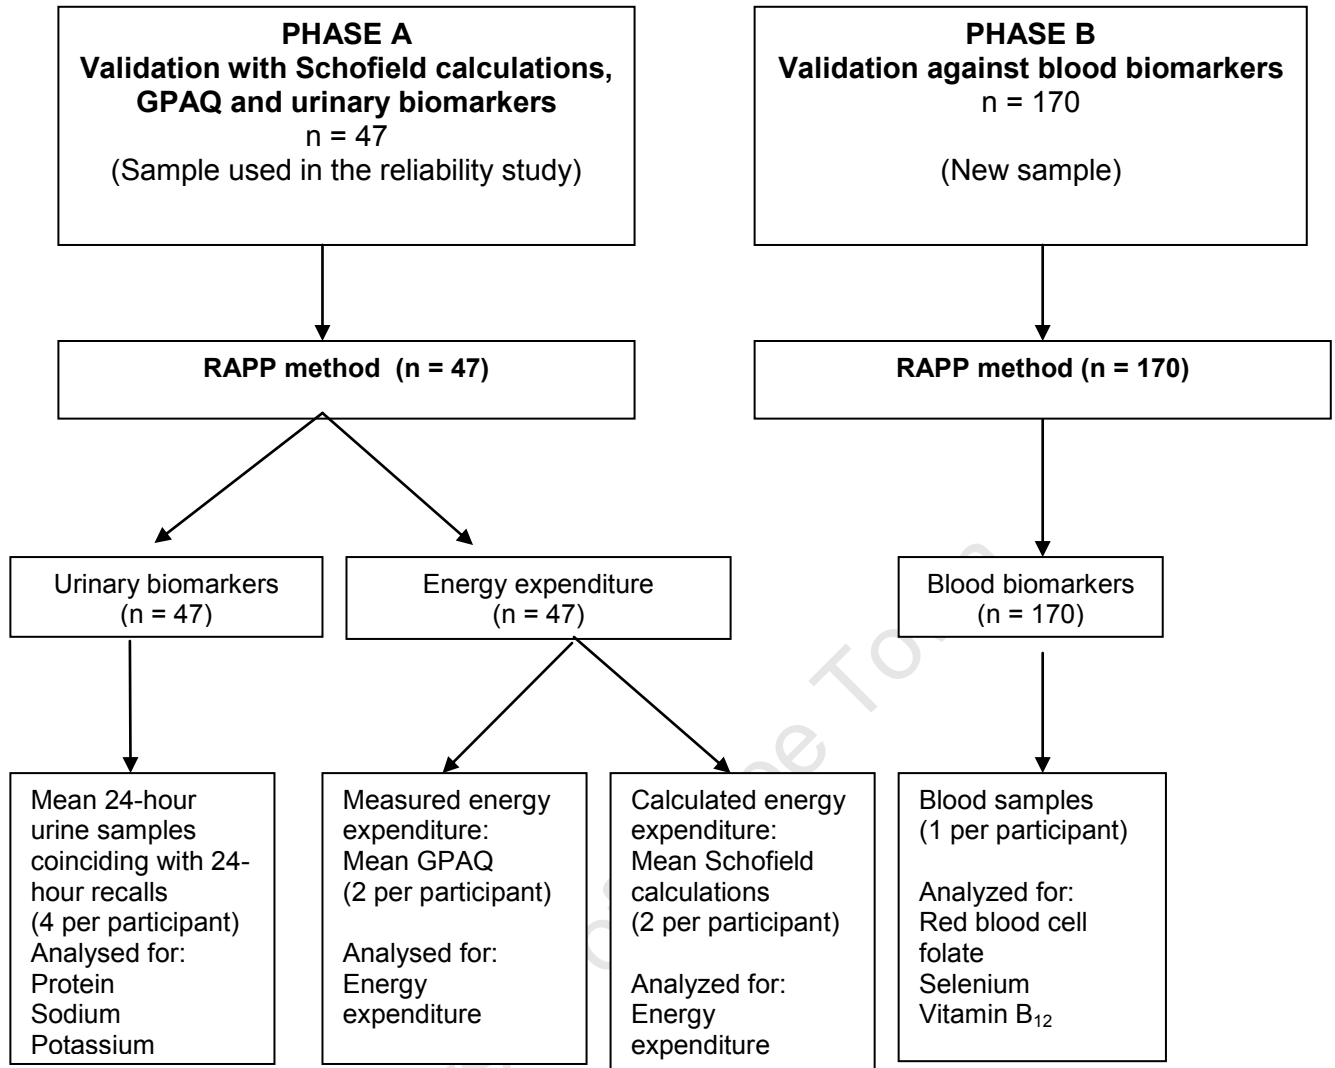 PHASE A
Validation with Schofield calculations,
GPAQ and urinary biomarkers
n = 47
(Sample used in the reliability study)
PHASE B
Validation against blood biomarkers
n = 170
(New sample)
RAPP method (n = 47)
RAPP method (n = 170)
Urinary biomarkers
(n = 47)
Energy expenditure
(n = 47)
Blood biomarkers
(n = 170)
Mean 24-hour
urine samples
coinciding with 24-
hour recalls
(4 per participant)
Analysed for:
Protein
Sodium
Potassium
Measured energy
expenditure:
Mean GPAQ
(2 per participant)
Analysed for:
Energy
expenditure
Calculated energy
expenditure:
Mean Schofield
calculations
(2 per participant)
Analyzed for:
Energy
expenditure
Blood samples
(1 per participant)
Analyzed for:
Red blood cell
folate
Selenium
Vitamin B₁₂